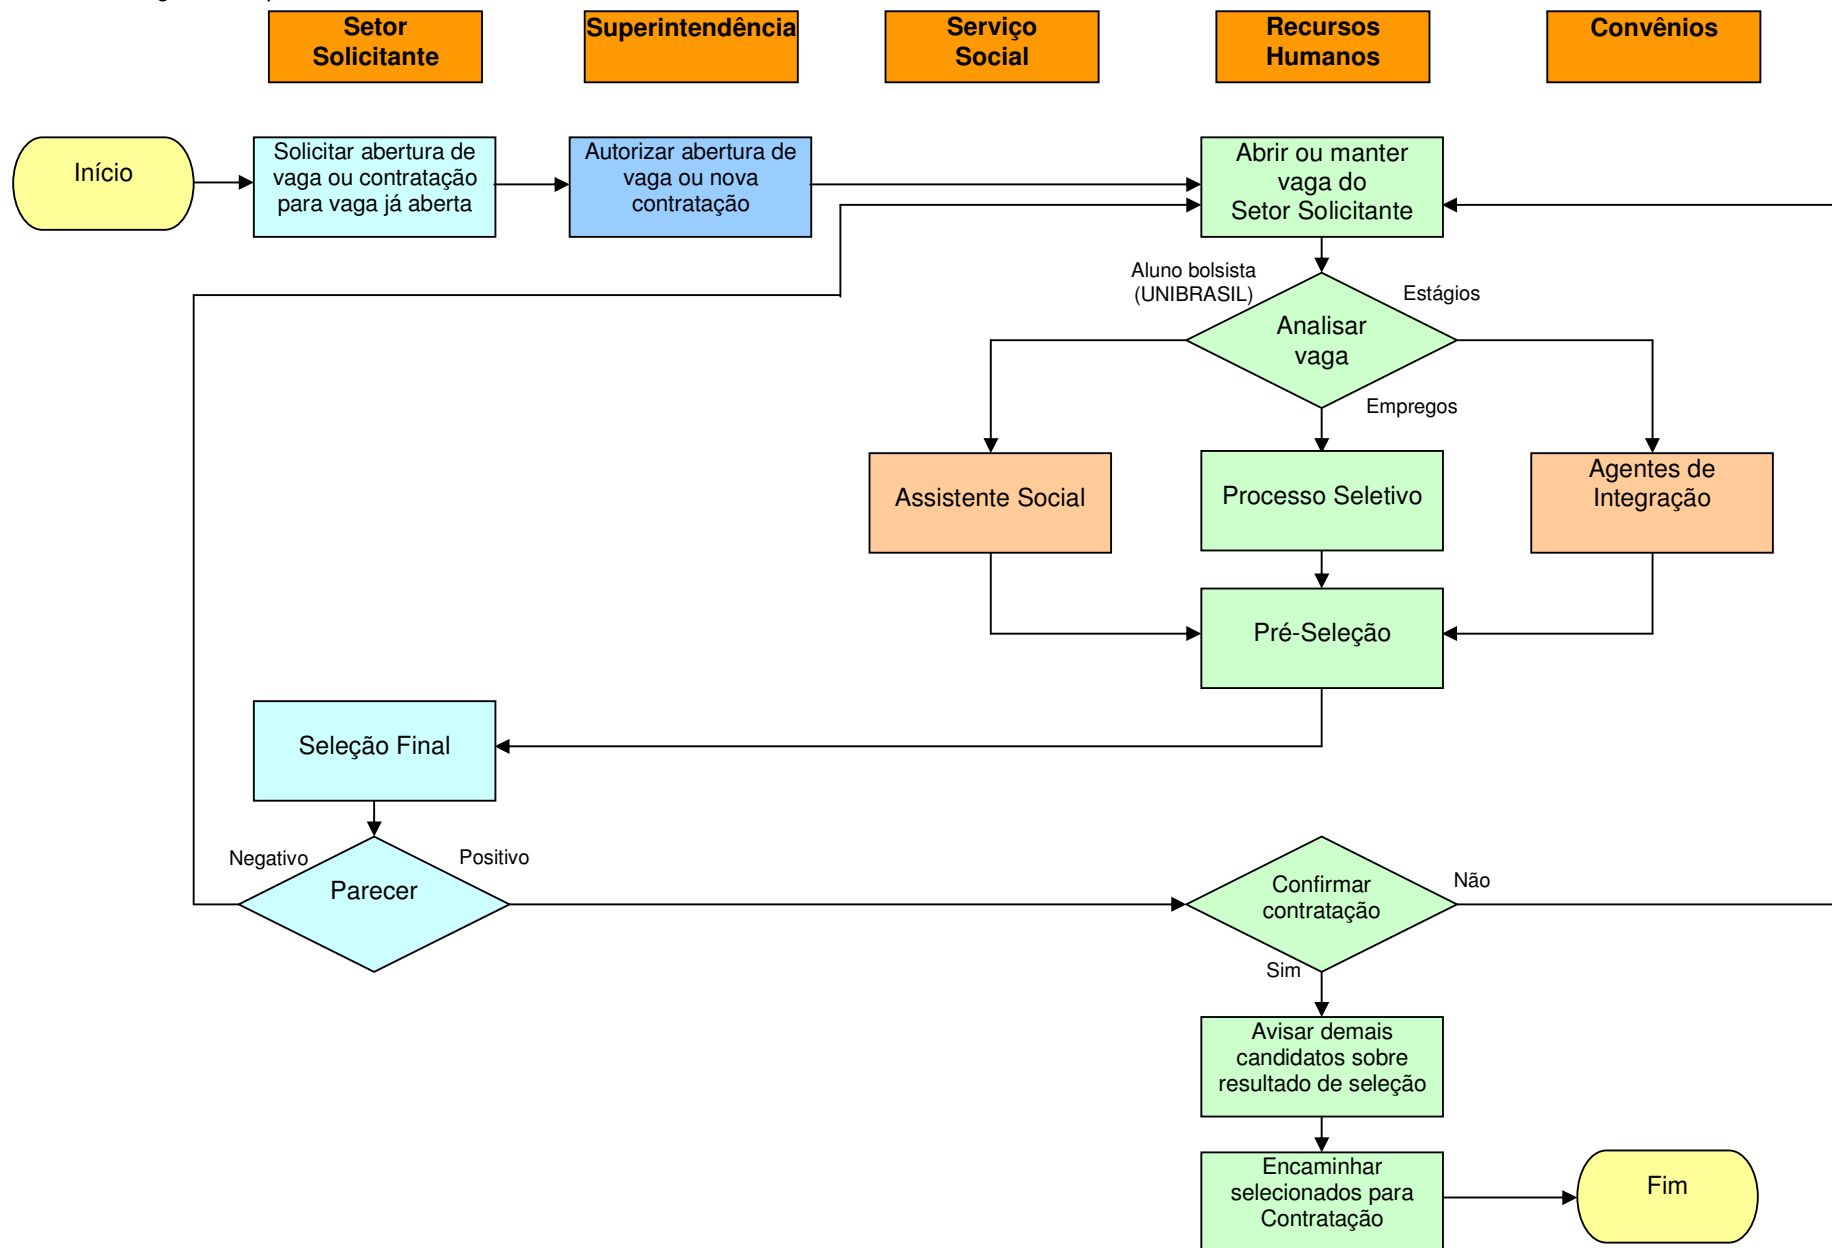 Setor
Solicitante
Superintendência
Serviço
Social
Recursos
Humanos
Convênios
Início
Solicitar abertura de
vaga ou contratação
para vaga já aberta
Autorizar abertura de
vaga ou nova
contratação
Abrir ou manter
vaga do
Setor Solicitante
Aluno bolsista
(UNIBRASIL)
Estágios
Analisar
vaga
Empregos
Assistente Social
Processo Seletivo
Agentes de
Integração
Pré-Seleção
Seleção Final
Negativo
Positivo
Parecer
Confirmar
contratação
Não
Sim
Avisar demais
candidatos sobre
resultado de seleção
Encaminhar
selecionados para
Contratação
Fim